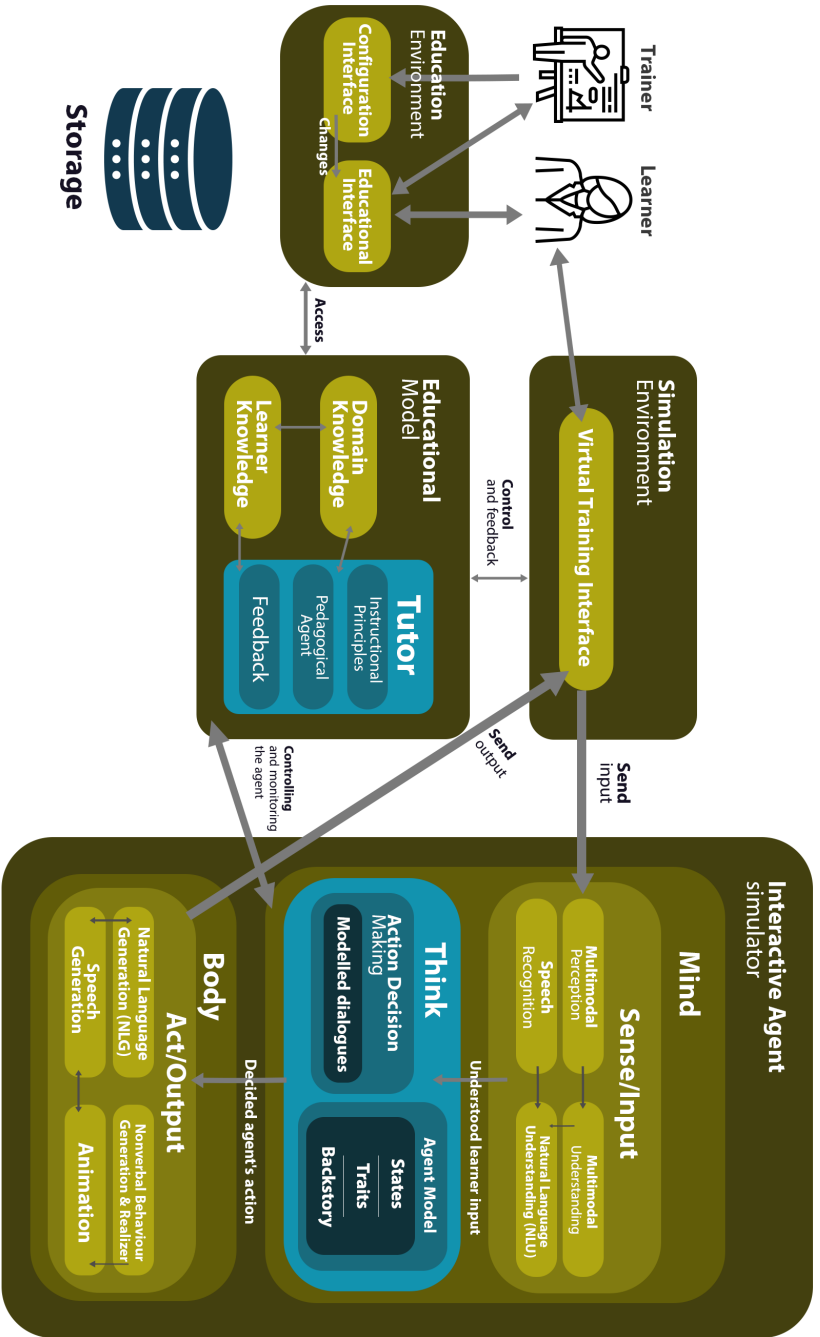 Trainer
Learner
Education
Environment
Configuration
Interface
Changes
Educational
Interface
Storage
Access
Simulation
Environment
Virtual Training Interface
Control
and feedback
Educational
Model
Domain
Knowledge
Learner
Knowledge
Tutor
Instructional
Principles
Pedagogical
Agent
Feedback
Send
input
Send
output
Controlling
and monitoring
the agent
Interactive Agent
simulator
Mind
Sense/Input
Multimodal
Perception
Multimodal
Understanding
Speech
Recognition
Natural Language
Understanding (NLU)
Understood learner input
Think
Action Decision
Making
Modelled dialogues
Agent Model
States
Traits
Backstory
Decided agent's action
Body
Act/Output
Natural Language
Generation (NLG)
Nonverbal Behaviour
Generation & Realizer
Speech
Generation
Animation